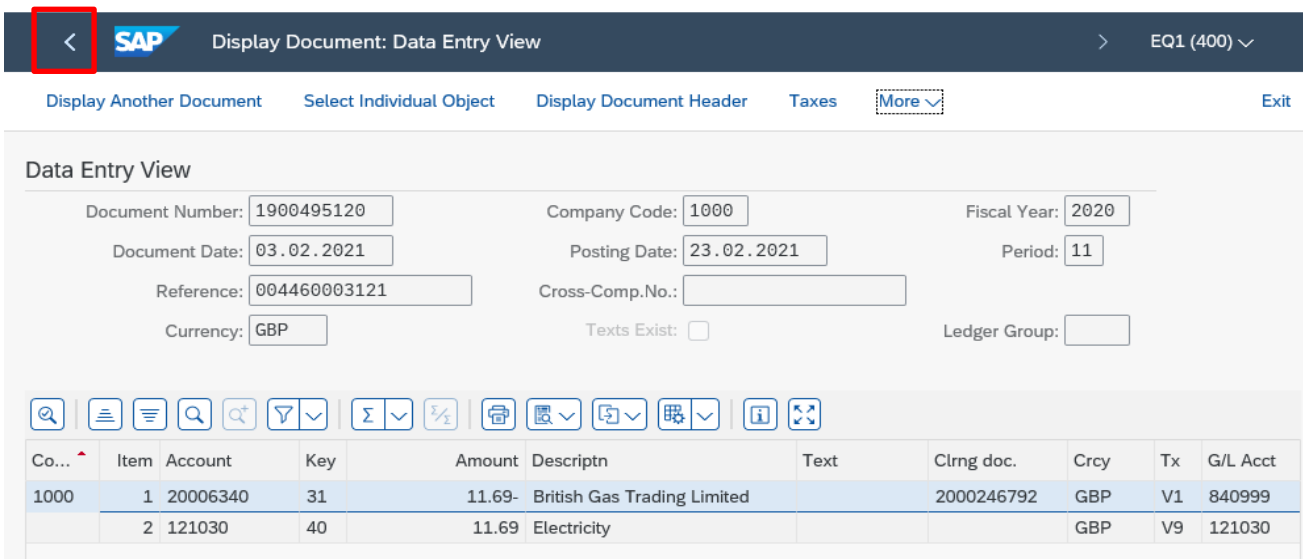 SAP Display Document: Data Entry View EQ1 (400)
Display Another Document Select Individual Object Display Document Header Taxes More Exit
Data Entry View
Document Number: 1900495120 Company Code: 1000 Fiscal Year: 2020
Document Date: 03.02.2021 Posting Date: 23.02.2021 Period: 11
Reference: 004460003121 Cross-Comp.No.:
Currency: GBP Texts Exist: Ledger Group:
Co... Item Account Key Amount Descriptn Text Clrng doc. Crcy Tx G/L Acct
1000 1 20006340 31 11.69- British Gas Trading Limited 2000246792 GBP V1 840999
2 121030 40 11.69 Electricity GBP V9 121030